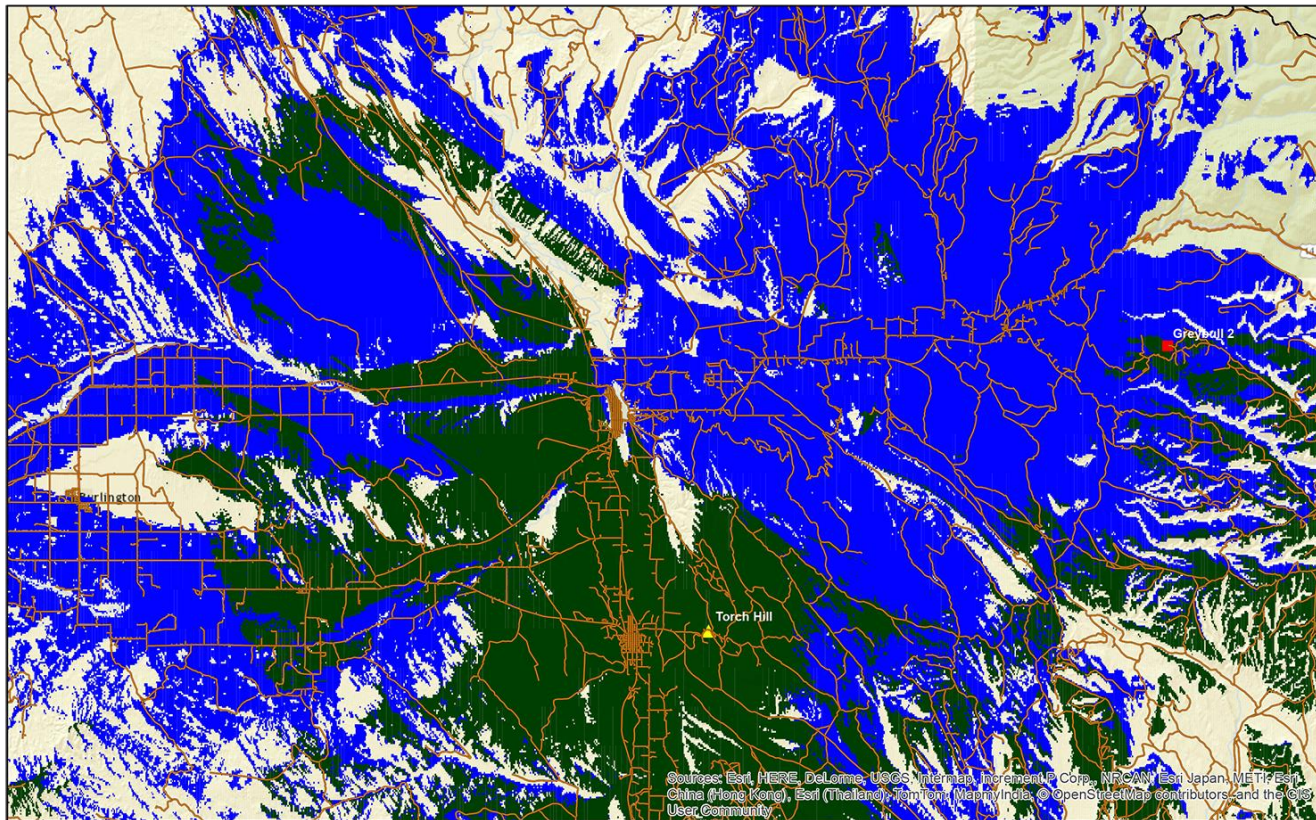 Greybull 2
Burlington
Torch Hill
Sources: Esri, HERE, DeLorme, USGS, Intermap, increment P Corp., NRCAN, Esri Japan, METI, Esri
China (Hong Kong), Esri (Thailand), TomTom, MapmyIndia, © OpenStreetMap contributors, and the GIS
User Community